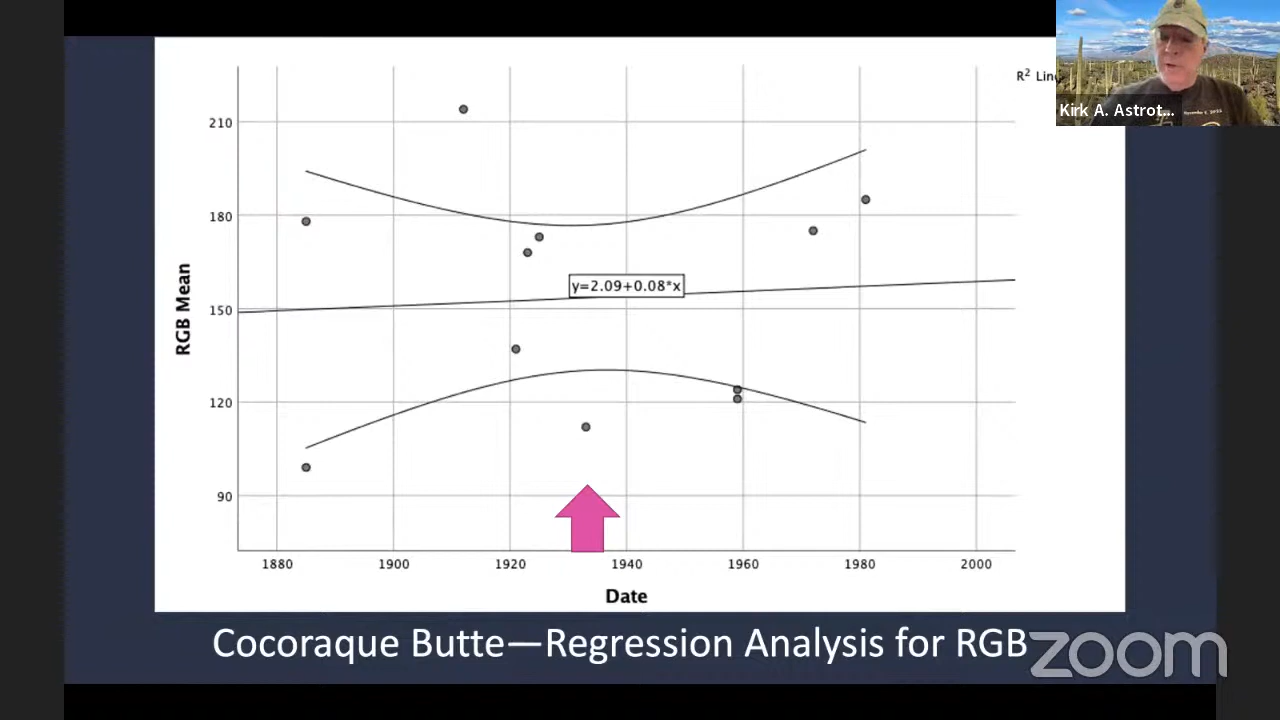 R² Lin
Kirk A. Astrot...
210
180
150
120
90
RGB Mean
y=2.09+0.08*x
1880 1900 1920 1940 1960 1980 2000
Date
Cocoraque Butte—Regression Analysis for RGB
zoom